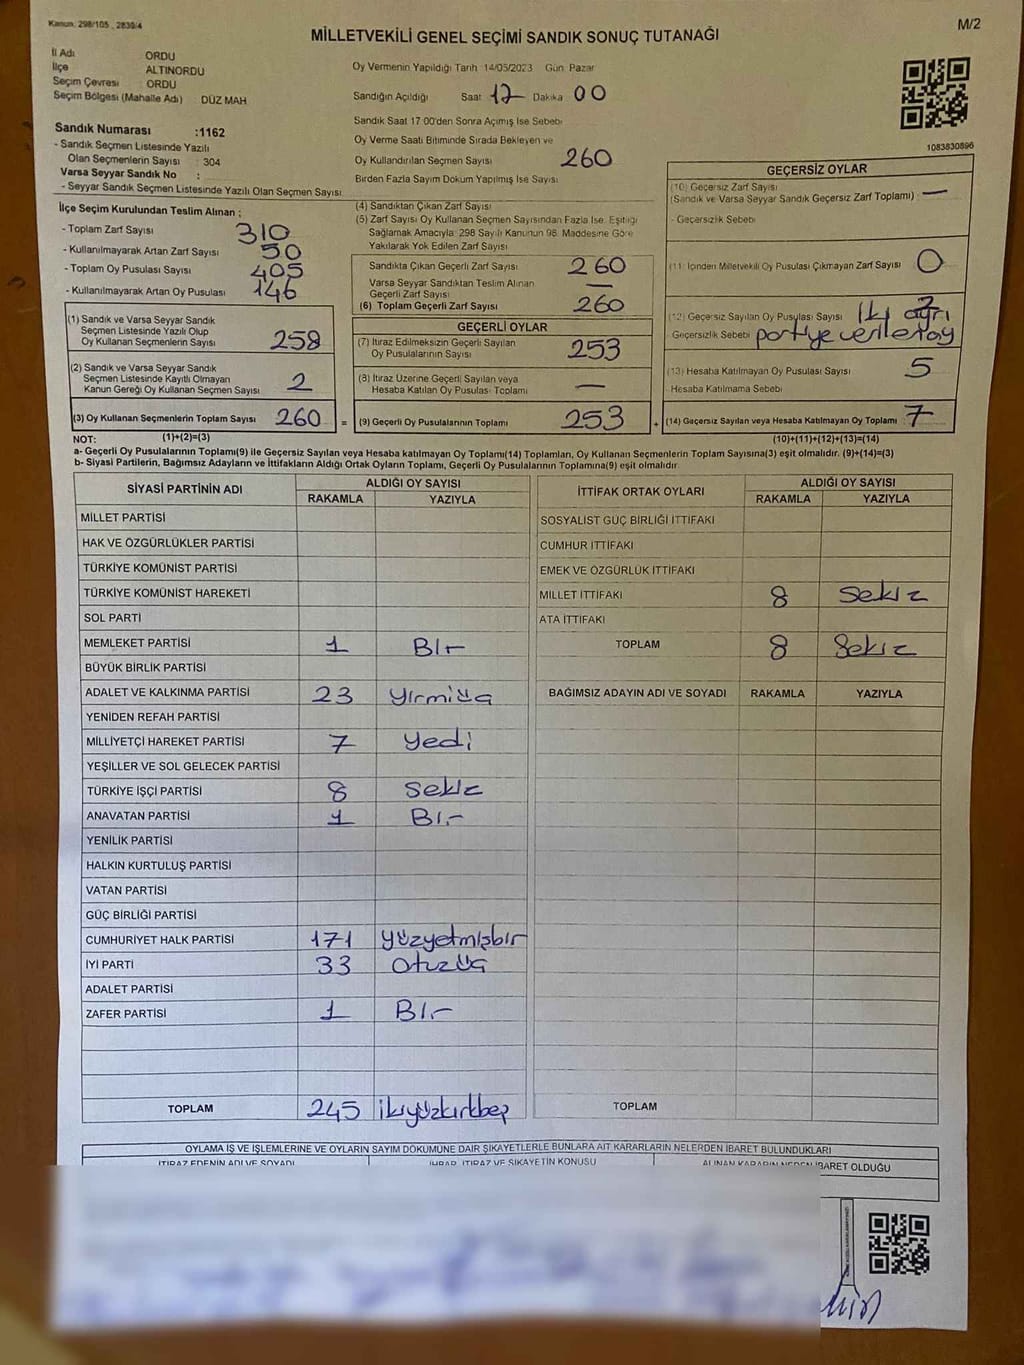 Kanun: 298/105 , 2839/4
M/2
MİLLETVEKİLİ GENEL SEÇİMİ SANDIK SONUÇ TUTANAĞI
İl Adı ORDU
İlçe ALTINORDU
Seçim Çevresi ORDU
Seçim Bölgesi (Mahalle Adı) DÜZ MAH
Oy Vermenin Yapıldığı Tarih 14/05/2023 Gün Pazar
Sandığın Açıldığı Saat 17 Dakika 00
Sandık Saat 17 00'den Sonra Açımış İse Sebebi
Oy Verme Saati Bitiminde Sırada Bekleyen ve
Oy Kullandırılan Seçmen Sayısı 260
Birden Fazla Sayım Döküm Yapılmış İse Sayısı
1083830896
Sandık Numarası :1162
- Sandık Seçmen Listesinde Yazılı
Olan Seçmenlerin Sayısı : 304
Varsa Seyyar Sandık No :
- Seyyar Sandık Seçmen Listesinde Yazılı Olan Seçmen Sayısı
İlçe Seçim Kurulundan Teslim Alınan ;
- Toplam Zarf Sayısı 310
- Kullanılmayarak Artan Zarf Sayısı 50
- Toplam Oy Pusulası Sayısı 405
- Kullanılmayarak Artan Oy Pusulası 146
(1) Sandık ve Varsa Seyyar Sandık
Seçmen Listesinde Yazılı Olup
Oy Kullanan Seçmenlerin Sayısı 258
(2) Sandık ve Varsa Seyyar Sandık
Seçmen Listesinde Kayıtlı Olmayan
Kanun Gereği Oy Kullanan Seçmen Sayısı 2
(3) Oy Kullanan Seçmenlerin Toplam Sayısı 260 =
(1)+(2)=(3)
(4) Sandıktan Çıkan Zarf Sayısı
(5) Zarf Sayısı Oy Kullanan Seçmen Sayısından Fazla İse, Eşitliği
Sağlamak Amacıyla 298 Sayılı Kanunun 98. Maddesine Göre
Yakılarak Yok Edilen Zarf Sayısı
Sandıkta Çıkan Geçerli Zarf Sayısı 260
Varsa Seyyar Sandıktan Teslim Alınan
Geçerli Zarf Sayısı —
(6) Toplam Geçerli Zarf Sayısı 260
GEÇERLİ OYLAR
(7) İtiraz Edilmeksizin Geçerli Sayılan
Oy Pusulalarının Sayısı 253
(8) İtiraz Üzerine Geçerli Sayılan veya
Hesaba Katılan Oy Pusulası Toplamı —
(9) Geçerli Oy Pusulalarının Toplamı 253 +
GEÇERSİZ OYLAR
(10) Geçersiz Zarf Sayısı
(Sandık ve Varsa Seyyar Sandık Geçersiz Zarf Toplamı) —
- Geçersizlik Sebebi
(11) İçinden Milletvekili Oy Pusulası Çıkmayan Zarf Sayısı 0
(12) Geçersiz Sayılan Oy Pusulası Sayısı 2
Geçersizlik Sebebi İki ayrı partiye verilen oy
(13) Hesaba Katılmayan Oy Pusulası Sayısı 5
Hesaba Katılmama Sebebi
(14) Geçersiz Sayılan veya Hesaba Katılmayan Oy Toplamı 7
(10)+(11)+(12)+(13)=(14)
NOT:
a- Geçerli Oy Pusulalarının Toplamı(9) ile Geçersiz Sayılan veya Hesaba katılmayan Oy Toplamı(14) Toplamları, Oy Kullanan Seçmenlerin Toplam Sayısına(3) eşit olmalıdır. (9)+(14)=(3)
b- Siyasi Partilerin, Bağımsız Adayların ve İttifakların Aldığı Ortak Oyların Toplamı, Geçerli Oy Pusulalarının Toplamına(9) eşit olmalıdır
SİYASİ PARTİNİN ADI ALDIĞI OY SAYISI
RAKAMLA YAZIYLA
MİLLET PARTİSİ
HAK VE ÖZGÜRLÜKLER PARTİSİ
TÜRKİYE KOMÜNİST PARTİSİ
TÜRKİYE KOMÜNİST HAREKETİ
SOL PARTİ
MEMLEKET PARTİSİ 1 Bir
BÜYÜK BİRLİK PARTİSİ
ADALET VE KALKINMA PARTİSİ 23 Yirmiüç
YENİDEN REFAH PARTİSİ
MİLLİYETÇİ HAREKET PARTİSİ 7 Yedi
YEŞİLLER VE SOL GELECEK PARTİSİ
TÜRKİYE İŞÇİ PARTİSİ 8 Sekiz
ANAVATAN PARTİSİ 1 Bir
YENİLİK PARTİSİ
HALKIN KURTULUŞ PARTİSİ
VATAN PARTİSİ
GÜÇ BİRLİĞİ PARTİSİ
CUMHURİYET HALK PARTİSİ 171 Yüzyetmişbir
İYİ PARTİ 33 Otuzüç
ADALET PARTİSİ
ZAFER PARTİSİ 1 Bir
TOPLAM 245 ikiyüzkırkbeş
İTTİFAK ORTAK OYLARI ALDIĞI OY SAYISI
RAKAMLA YAZIYLA
SOSYALİST GÜÇ BİRLİĞİ İTTİFAKI
CUMHUR İTTİFAKI
EMEK VE ÖZGÜRLÜK İTTİFAKI
MİLLET İTTİFAKI 8 Sekiz
ATA İTTİFAKI
TOPLAM 8 Sekiz
BAĞIMSIZ ADAYIN ADI VE SOYADI RAKAMLA YAZIYLA
TOPLAM
OYLAMA İŞ VE İŞLEMLERİNE VE OYLARIN SAYIM DÖKÜMÜNE DAİR ŞİKAYETLERLE BUNLARA AİT KARARLARIN NELERDEN İBARET BULUNDUKLARI
İTİRAZ EDENİN ADI VE SOYADI İHBAR, İTİRAZ VE ŞİKAYETİN KONUSU ALINAN KARARIN NEDEN İBARET OLDUĞU